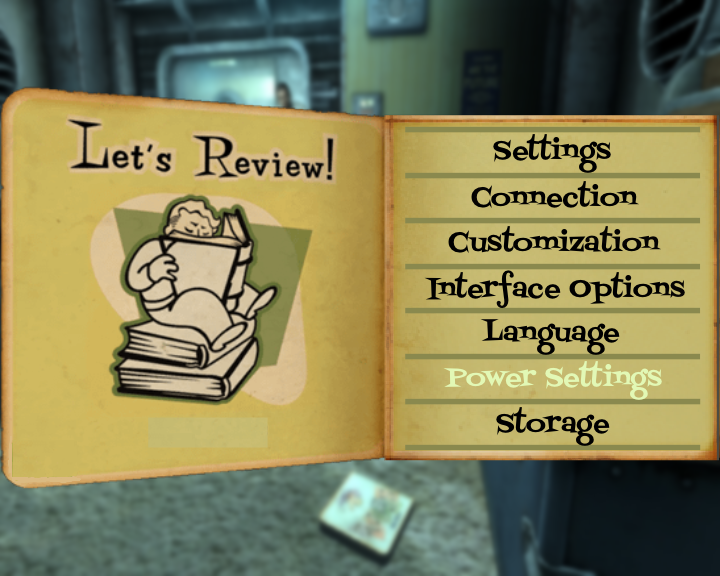 Let's Review!
Settings
Connection
Customization
Interface Options
Language
Power Settings
Storage